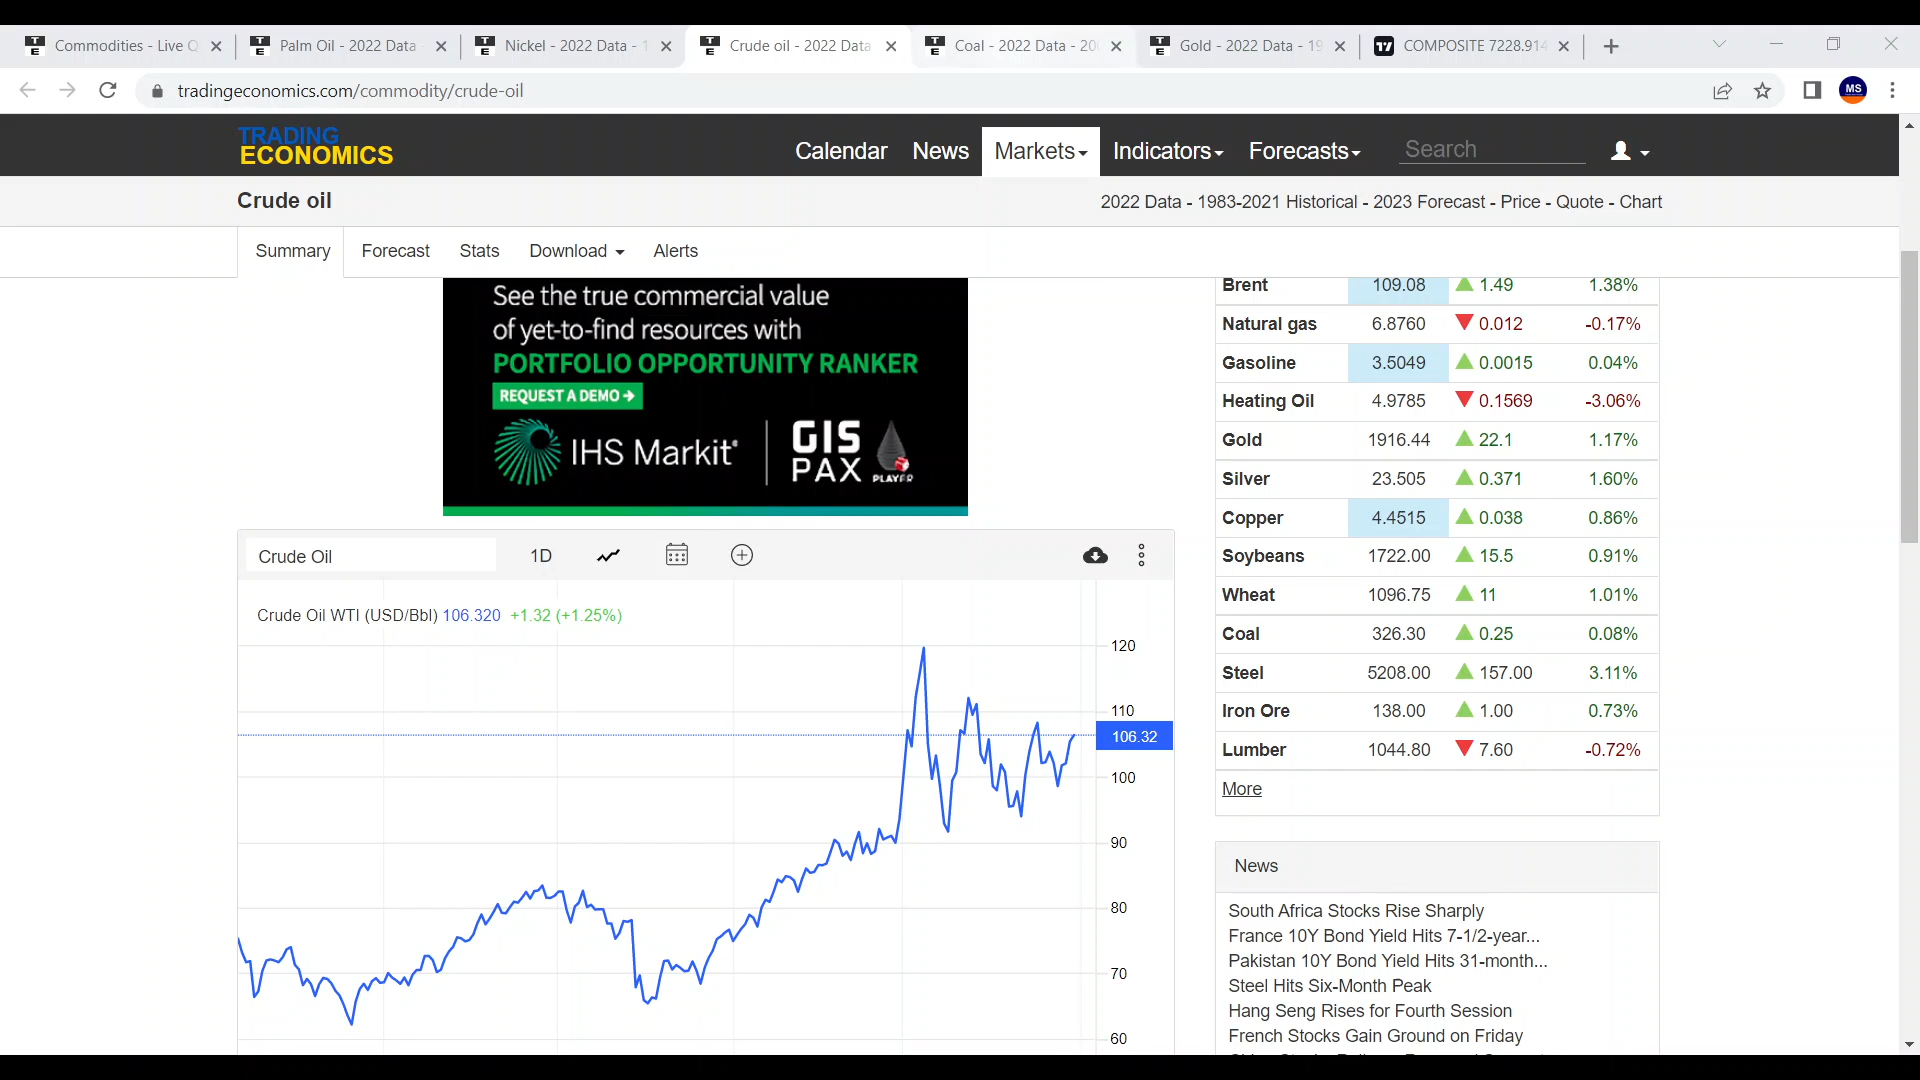 Commodities - Live Q
Palm Oil - 2022 Data
Nickel - 2022 Data - 1
Crude oil - 2022 Data
Coal - 2022 Data - 20
Gold - 2022 Data - 19
COMPOSITE 7228.914
tradingeconomics.com/commodity/crude-oil
MS
TRADING
ECONOMICS
Calendar
News
Markets
Indicators
Forecasts
Search
Crude oil
2022 Data - 1983-2021 Historical - 2023 Forecast - Price - Quote - Chart
Summary
Forecast
Stats
Download
Alerts
See the true commercial value
of yet-to-find resources with
PORTFOLIO OPPORTUNITY RANKER
REQUEST A DEMO
IHS Markit
GIS
PAX
PLAYER
Crude Oil
1D
Crude Oil WTI (USD/Bbl) 106.320 +1.32 (+1.25%)
120
110
106.32
100
90
80
70
60
Brent 109.08 1.49 1.38%
Natural gas 6.8760 0.012 -0.17%
Gasoline 3.5049 0.0015 0.04%
Heating Oil 4.9785 0.1569 -3.06%
Gold 1916.44 22.1 1.17%
Silver 23.505 0.371 1.60%
Copper 4.4515 0.038 0.86%
Soybeans 1722.00 15.5 0.91%
Wheat 1096.75 11 1.01%
Coal 326.30 0.25 0.08%
Steel 5208.00 157.00 3.11%
Iron Ore 138.00 1.00 0.73%
Lumber 1044.80 7.60 -0.72%
More
News
South Africa Stocks Rise Sharply
France 10Y Bond Yield Hits 7-1/2-year...
Pakistan 10Y Bond Yield Hits 31-month...
Steel Hits Six-Month Peak
Hang Seng Rises for Fourth Session
French Stocks Gain Ground on Friday